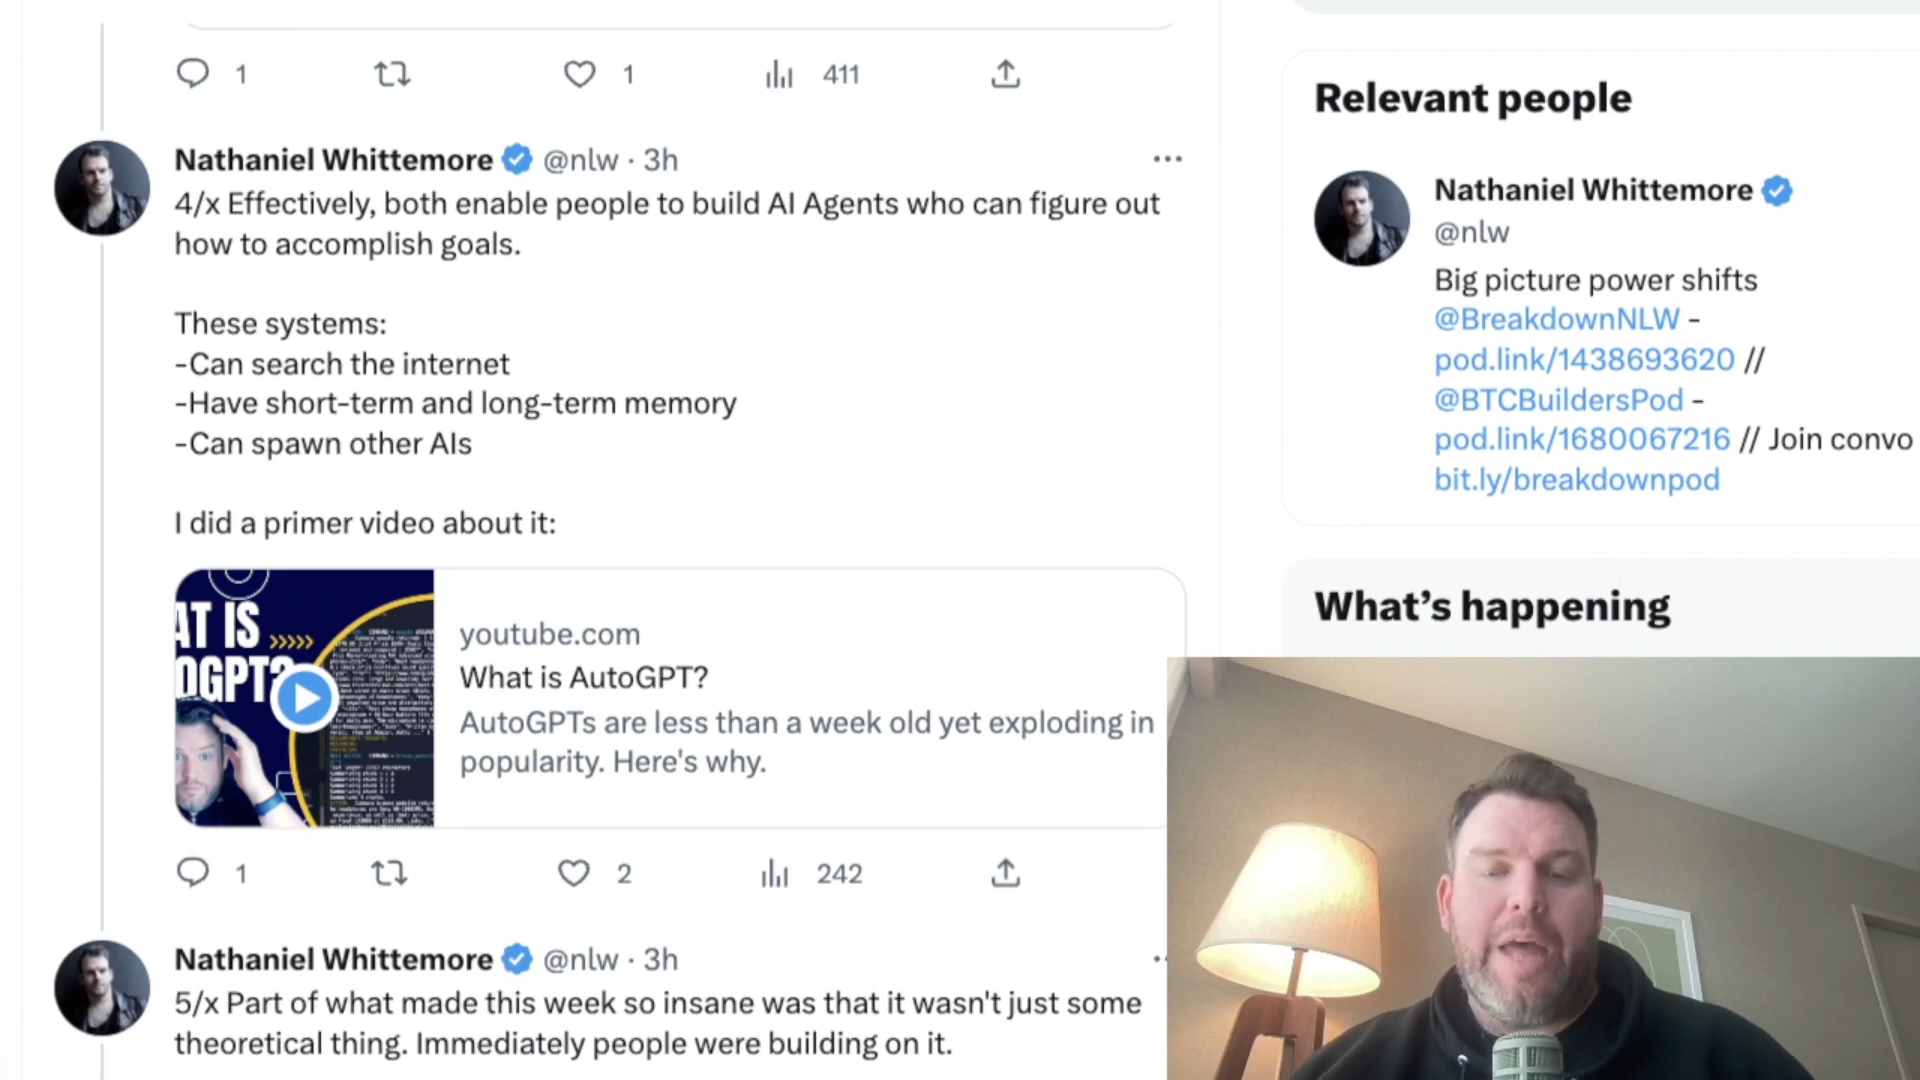 1
1
411
Nathaniel Whittemore @nlw · 3h
4/x Effectively, both enable people to build AI Agents who can figure out
how to accomplish goals.
These systems:
-Can search the internet
-Have short-term and long-term memory
-Can spawn other AIs
I did a primer video about it:
AT IS
OGPT?
youtube.com
What is AutoGPT?
AutoGPTs are less than a week old yet exploding in
popularity. Here's why.
1
2
242
Nathaniel Whittemore @nlw · 3h
5/x Part of what made this week so insane was that it wasn't just some
theoretical thing. Immediately people were building on it.
Relevant people
Nathaniel Whittemore
@nlw
Big picture power shifts
@BreakdownNLW -
pod.link/1438693620 //
@BTCBuildersPod -
pod.link/1680067216 // Join convo
bit.ly/breakdownpod
What's happening